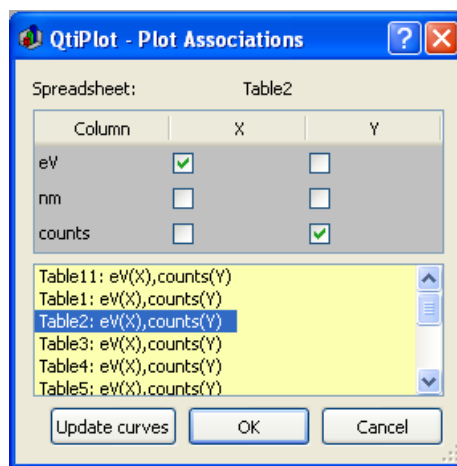 QtiPlot - Plot Associations
Spreadsheet: Table2
Column X Y
eV
nm
counts
Table11: eV(X),counts(Y)
Table1: eV(X),counts(Y)
Table2: eV(X),counts(Y)
Table3: eV(X),counts(Y)
Table4: eV(X),counts(Y)
Table5: eV(X),counts(Y)
Update curves OK Cancel